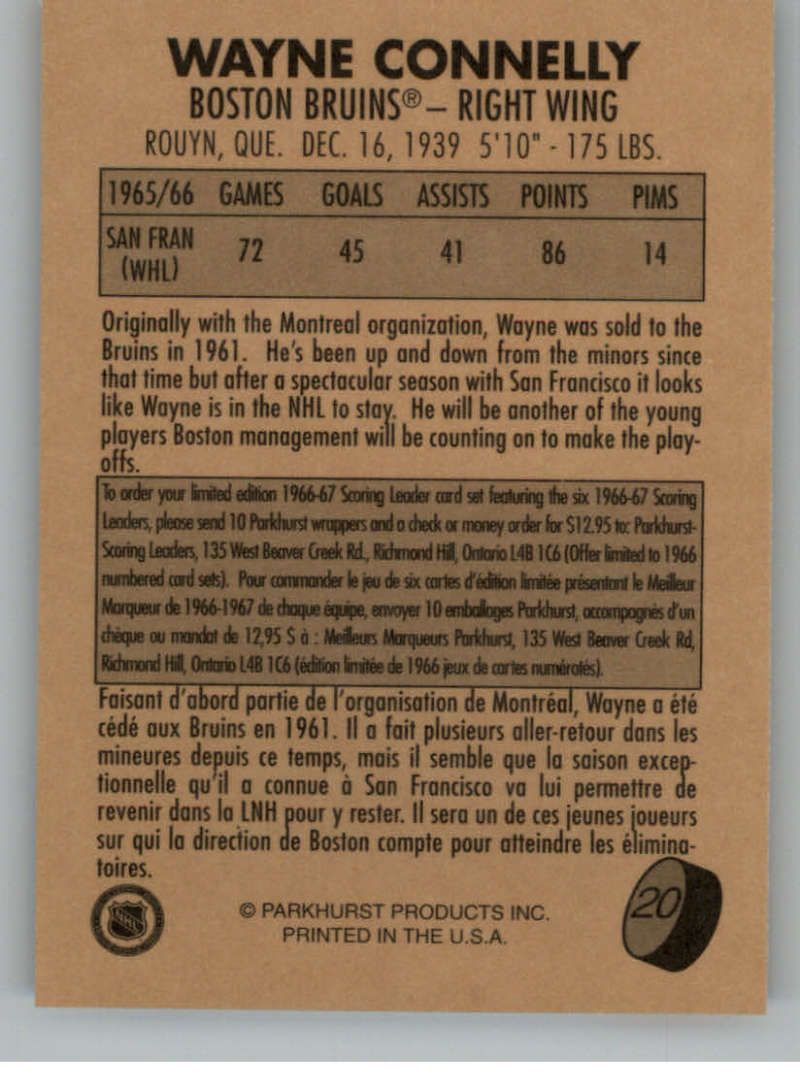 WAYNE CONNELLY
BOSTON BRUINS® – RIGHT WING
ROUYN, QUE. DEC. 16, 1939 5'10" - 175 LBS.
1965/66 GAMES GOALS ASSISTS POINTS PIMS
SAN FRAN (WHL) 72 45 41 86 14
Originally with the Montreal organization, Wayne was sold to the
Bruins in 1961. He's been up and down from the minors since
that time but after a spectacular season with San Francisco it looks
like Wayne is in the NHL to stay. He will be another of the young
players Boston management will be counting on to make the play-
offs.
To order your limited edition 1966-67 Scoring Leader card set featuring the six 1966-67 Scoring
Leaders, please send 10 Parkhurst wrappers and a check or money order for $12.95 to: Parkhurst-
Scoring Leaders, 135 West Beaver Creek Rd., Richmond Hill, Ontario L4B 1C6 (Offer limited to 1966
numbered card sets). Pour commander le jeu de six cartes d'édition limitée présentant le Meilleur
Marqueur de 1966-1967 de chaque équipe, envoyer 10 emballages Parkhurst, accompagnés d'un
chèque ou mandat de 12,95 $ à : Meilleurs Marqueurs Parkhurst, 135 West Beaver Creek Rd,
Richmond Hill, Ontario L4B 1C6 (édition limitée de 1966 jeux de cartes numérotés).
Faisant d'abord partie de l'organisation de Montréal, Wayne a été
cédé aux Bruins en 1961. Il a fait plusieurs aller-retour dans les
mineures depuis ce temps, mais il semble que la saison excep-
tionnelle qu'il a connue à San Francisco va lui permettre de
revenir dans la LNH pour y rester. Il sera un de ces jeunes joueurs
sur qui la direction de Boston compte pour atteindre les élimina-
toires.
© PARKHURST PRODUCTS INC.
PRINTED IN THE U.S.A.
20